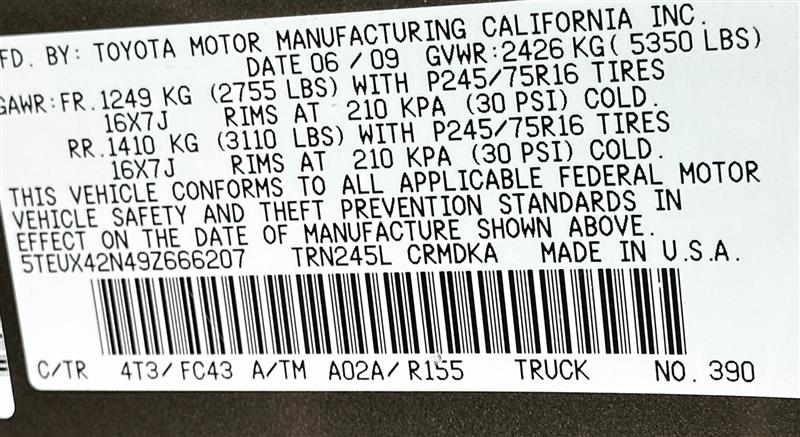 FD. BY: TOYOTA MOTOR MANUFACTURING CALIFORNIA INC.
DATE 06 / 09 GVWR:2426 KG( 5350 LBS)
GAWR:FR.1249 KG (2755 LBS) WITH P245/75R16 TIRES
16X7J RIMS AT 210 KPA (30 PSI) COLD.
RR.1410 KG (3110 LBS) WITH P245/75R16 TIRES
16X7J RIMS AT 210 KPA (30 PSI) COLD.
THIS VEHICLE CONFORMS TO ALL APPLICABLE FEDERAL MOTOR
VEHICLE SAFETY AND THEFT PREVENTION STANDARDS IN
EFFECT ON THE DATE OF MANUFACTURE SHOWN ABOVE.
5TEUX42N49Z666207 TRN245L CRMDKA MADE IN U.S.A.
C/TR 4T3/FC43 A/TM A02A/R155 TRUCK NO.390